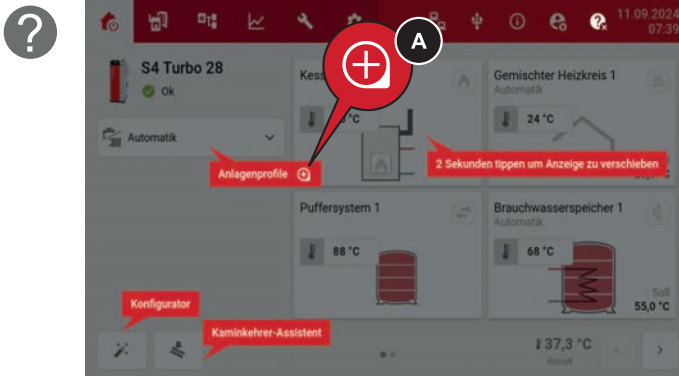 ?
11.09.2024
07:39
A
S4 Turbo 28
Ok
Automatik
Anlagenprofile
Kess
°C
Gemischter Heizkreis 1
Automatik
24 °C
2 Sekunden tippen um Anzeige zu verschieben
Puffersystem 1
88 °C
Brauchwasserspeicher 1
Automatik
68 °C
Soll
55,0 °C
Konfigurator
Kaminkehrer-Assistent
37,3 °C
Aktuell